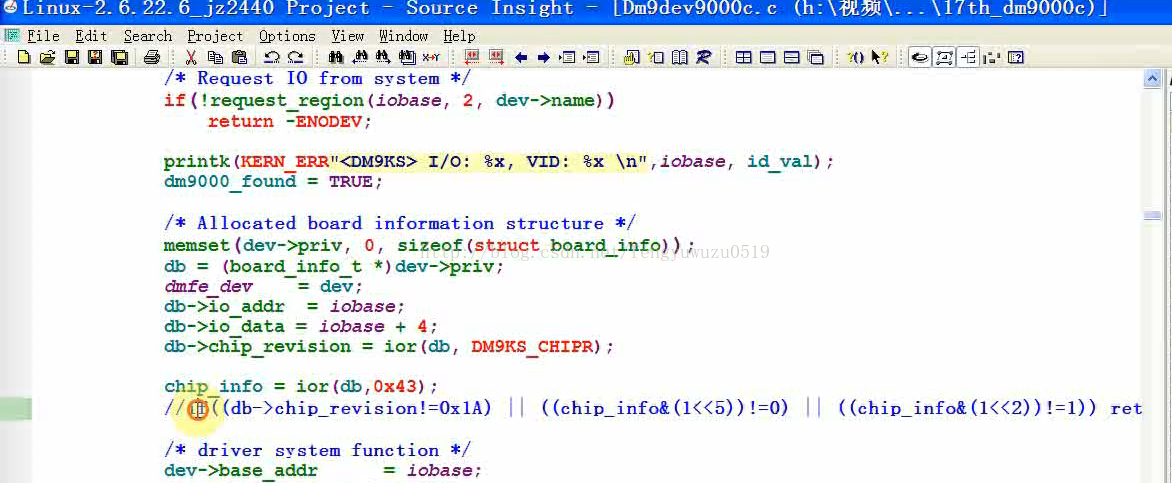 Linux-2.6.22.6_jz2440 Project - Source Insight - [Dm9dev9000c.c (h:\视频\...\17th_dm9000c)]
File Edit Search Project Options View Window Help
/* Request IO from system */
if(!request_region(iobase, 2, dev->name))
return -ENODEV;
printk(KERN_ERR"<DM9KS> I/O: %x, VID: %x \n",iobase, id_val);
dm9000_found = TRUE;
/* Allocated board information structure */
memset(dev->priv, 0, sizeof(struct board_info));
http://blog.csdn.net/fengyuwuzu0519
db = (board_info_t *)dev->priv;
dmfe_dev = dev;
db->io_addr = iobase;
db->io_data = iobase + 4;
db->chip_revision = ior(db, DM9KS_CHIPR);
chip_info = ior(db,0x43);
//if((db->chip_revision!=0x1A) || ((chip_info&(1<<5))!=0) || ((chip_info&(1<<2))!=1)) ret
/* driver system function */
dev->base_addr = iobase;